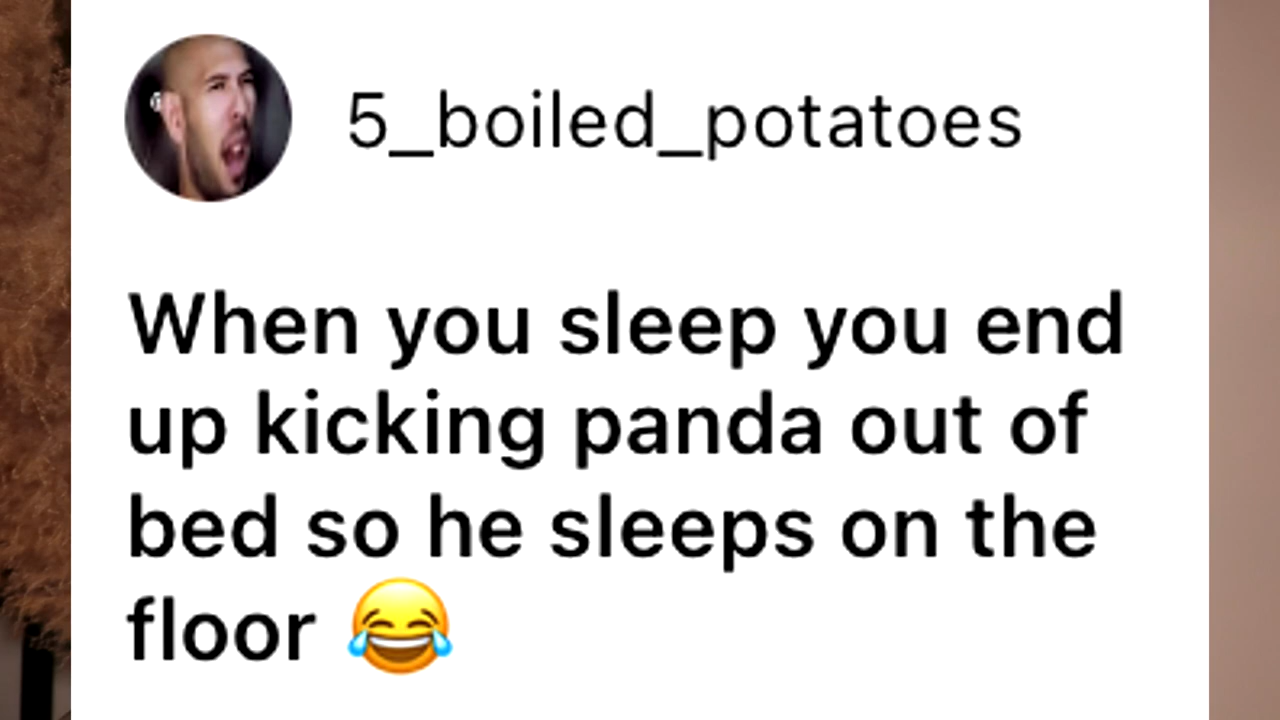 5_boiled_potatoes
When you sleep you end
up kicking panda out of
bed so he sleeps on the
floor 😂